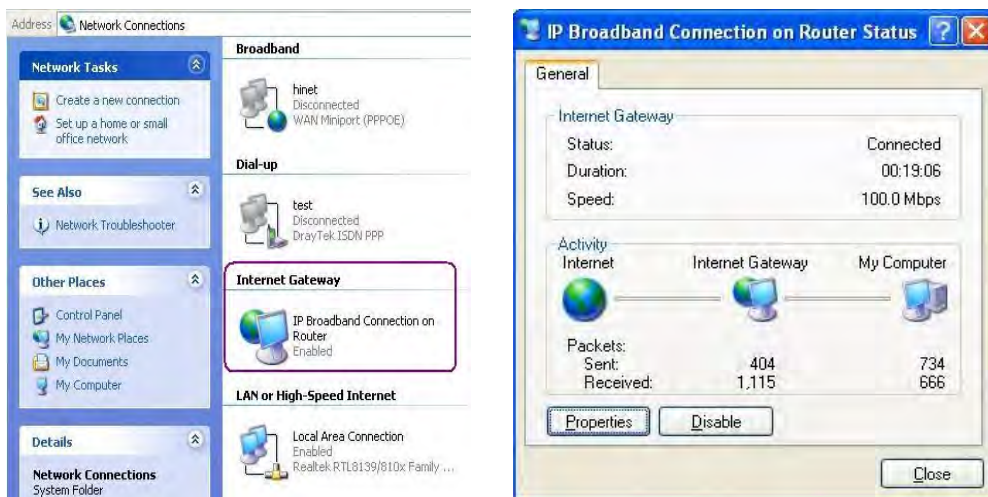 Address Network Connections
Network Tasks
Create a new connection
Set up a home or small
office network
See Also
Network Troubleshooter
Other Places
Control Panel
My Network Places
My Documents
My Computer
Details
Network Connections
System Folder
Broadband
hinet
Disconnected
WAN Miniport (PPPOE)
Dial-up
test
Disconnected
DrayTek ISDN PPP
Internet Gateway
IP Broadband Connection on
Router
Enabled
LAN or High-Speed Internet
Local Area Connection
Enabled
Realtek RTL8139/810x Family ...
IP Broadband Connection on Router Status
General
Internet Gateway
Status: Connected
Duration: 00:19:06
Speed: 100.0 Mbps
Activity
Internet Internet Gateway My Computer
Packets:
Sent: 404 734
Received: 1,115 666
Properties Disable
Close